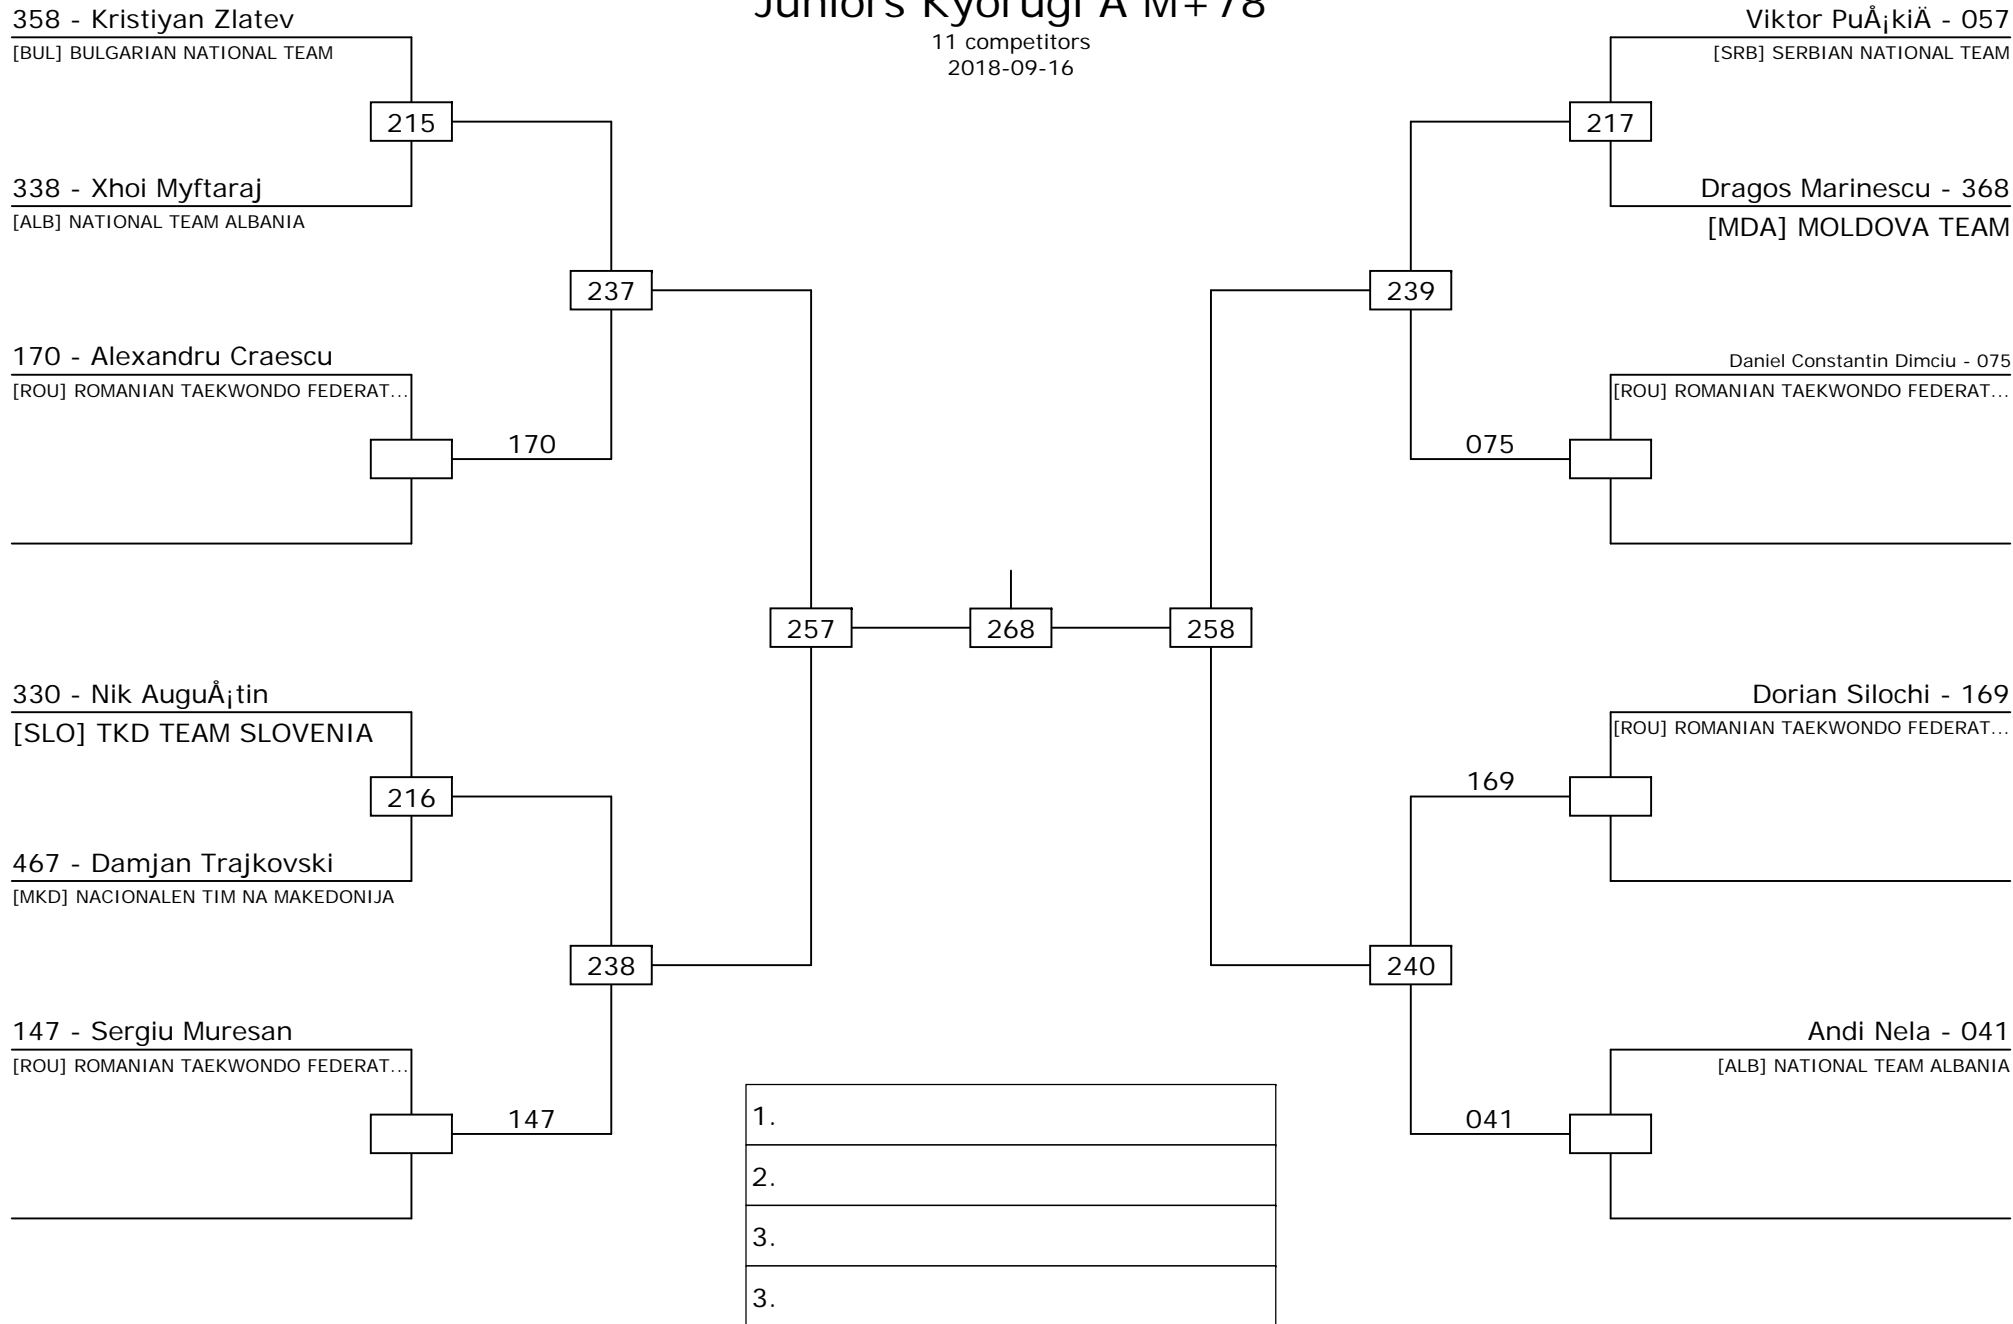 Juniors Kyorugi A M+78
11 competitors
2018-09-16
358 - Kristiyan Zlatev
[BUL] BULGARIAN NATIONAL TEAM
215
338 - Xhoi Myftaraj
[ALB] NATIONAL TEAM ALBANIA
237
170 - Alexandru Craescu
[ROU] ROMANIAN TAEKWONDO FEDERAT...
170
257
330 - Nik AuguÅ¡tin
[SLO] TKD TEAM SLOVENIA
216
467 - Damjan Trajkovski
[MKD] NACIONALEN TIM NA MAKEDONIJA
238
147 - Sergiu Muresan
[ROU] ROMANIAN TAEKWONDO FEDERAT...
147
268
Viktor PuÅ¡kiÄ - 057
[SRB] SERBIAN NATIONAL TEAM
217
Dragos Marinescu - 368
[MDA] MOLDOVA TEAM
239
Daniel Constantin Dimciu - 075
[ROU] ROMANIAN TAEKWONDO FEDERAT...
075
258
Dorian Silochi - 169
[ROU] ROMANIAN TAEKWONDO FEDERAT...
169
240
Andi Nela - 041
[ALB] NATIONAL TEAM ALBANIA
041
1.
2.
3.
3.